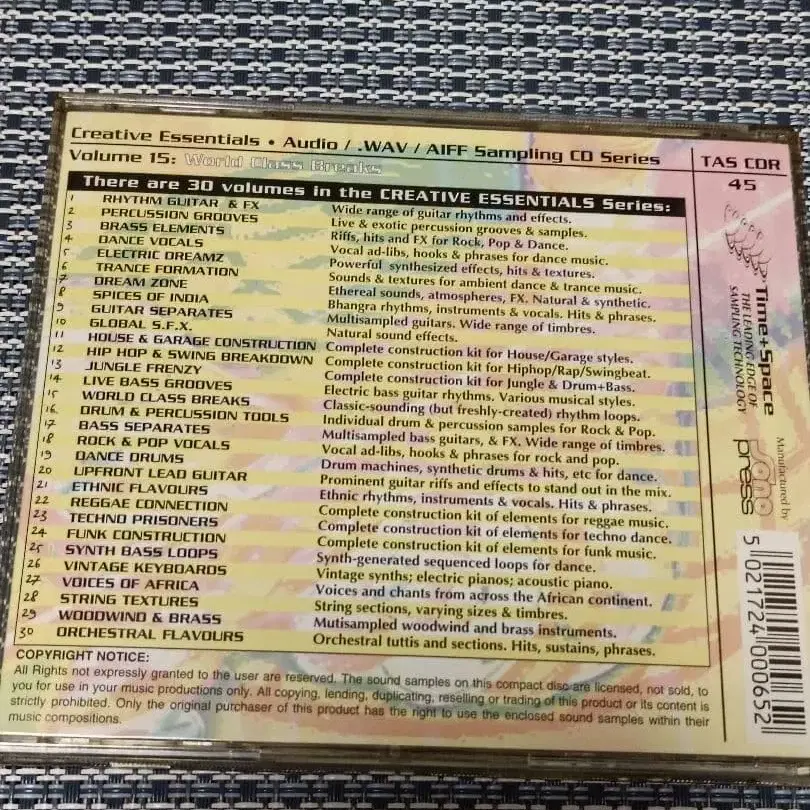 Creative Essentials • Audio / .WAV / AIFF Sampling CD Series
Volume 15: World Class Breaks
TAS CDR
45
There are 30 volumes in the CREATIVE ESSENTIALS Series:
1 RHYTHM GUITAR & FX Wide range of guitar rhythms and effects.
2 PERCUSSION GROOVES Live & exotic percussion grooves & samples.
3 BRASS ELEMENTS Riffs, hits and FX for Rock, Pop & Dance.
4 DANCE VOCALS Vocal ad-libs, hooks & phrases for dance music.
5 ELECTRIC DREAMZ Powerful synthesized effects, hits & textures.
6 TRANCE FORMATION Sounds & textures for ambient dance & trance music.
7 DREAM ZONE Ethereal sounds, atmospheres, FX. Natural & synthetic.
8 SPICES OF INDIA Bhangra rhythms, instruments & vocals. Hits & phrases.
9 GUITAR SEPARATES Multisampled guitars. Wide range of timbres.
10 GLOBAL S.F.X. Natural sound effects.
11 HOUSE & GARAGE CONSTRUCTION Complete construction kit for House/Garage styles.
12 HIP HOP & SWING BREAKDOWN Complete construction kit for Hiphop/Rap/Swingbeat.
13 JUNGLE FRENZY Complete construction kit for Jungle & Drum+Bass.
14 LIVE BASS GROOVES Electric bass guitar rhythms. Various musical styles.
15 WORLD CLASS BREAKS Classic-sounding (but freshly-created) rhythm loops.
16 DRUM & PERCUSSION TOOLS Individual drum & percussion samples for Rock & Pop.
17 BASS SEPARATES Multisampled bass guitars, & FX. Wide range of timbres.
18 ROCK & POP VOCALS Vocal ad-libs, hooks & phrases for rock and pop.
19 DANCE DRUMS Drum machines, synthetic drums & hits, etc for dance.
20 UPFRONT LEAD GUITAR Prominent guitar riffs and effects to stand out in the mix.
21 ETHNIC FLAVOURS Ethnic rhythms, instruments & vocals. Hits & phrases.
22 REGGAE CONNECTION Complete construction kit of elements for reggae music.
23 TECHNO PRISONERS Complete construction kit of elements for techno dance.
24 FUNK CONSTRUCTION Complete construction kit of elements for funk music.
25 SYNTH BASS LOOPS Synth-generated sequenced loops for dance.
26 VINTAGE KEYBOARDS Vintage synths; electric pianos; acoustic piano.
27 VOICES OF AFRICA Voices and chants from across the African continent.
28 STRING TEXTURES String sections, varying sizes & timbres.
29 WOODWIND & BRASS Mutisampled woodwind and brass instruments.
30 ORCHESTRAL FLAVOURS Orchestral tuttis and sections. Hits, sustains, phrases.
COPYRIGHT NOTICE:
All Rights not expressly granted to the user are reserved. The sound samples on this compact disc are licensed, not sold, to
you for use in your music productions only. All copying, lending, duplicating, reselling or trading of this product or its content is
strictly prohibited. Only the original purchaser of this product has the right to use the enclosed sound samples within their
music compositions.
Time+Space
THE LEADING EDGE OF
SAMPLING TECHNOLOGY
Manufactured by
sono
press
5 021724 000652